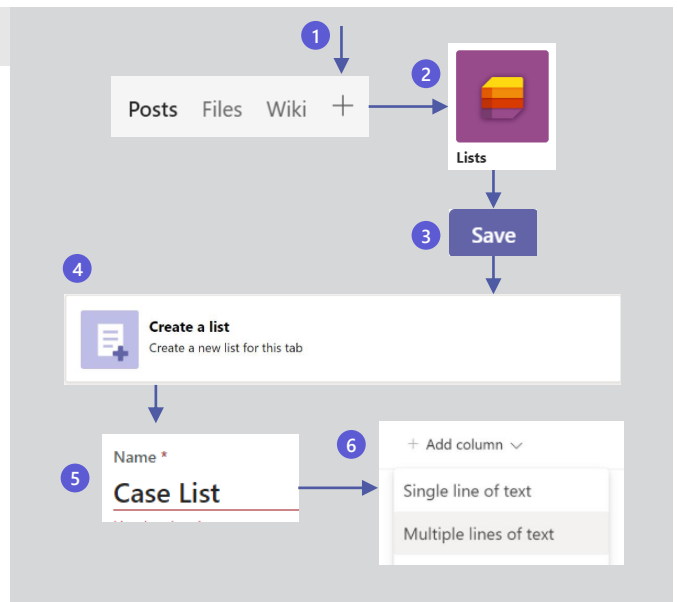 1
Posts Files Wiki +
2
Lists
3
Save
4
Create a list
Create a new list for this tab
5
Name *
Case List
6
+ Add column
Single line of text
Multiple lines of text